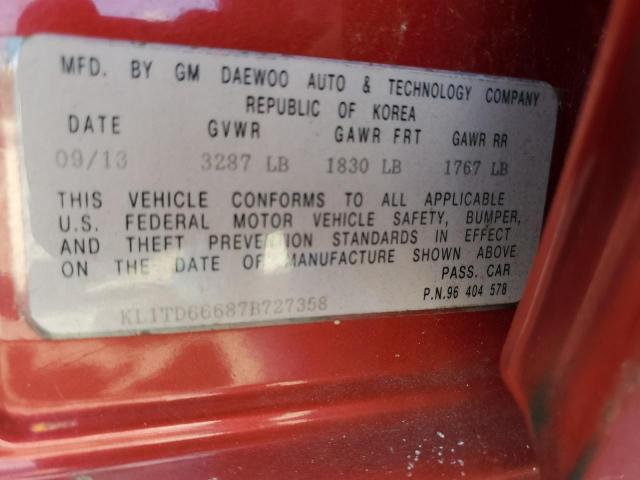 MFD. BY GM DAEWOO AUTO & TECHNOLOGY COMPANY
REPUBLIC OF KOREA
DATE GVWR GAWR FRT GAWR RR
09/13 3287 LB 1830 LB 1767 LB
THIS VEHICLE CONFORMS TO ALL APPLICABLE
U.S. FEDERAL MOTOR VEHICLE SAFETY, BUMPER,
AND THEFT PREVENTION STANDARDS IN EFFECT
ON THE DATE OF MANUFACTURE SHOWN ABOVE
PASS. CAR
P.N.96 404 578
KL1TD66687B727358